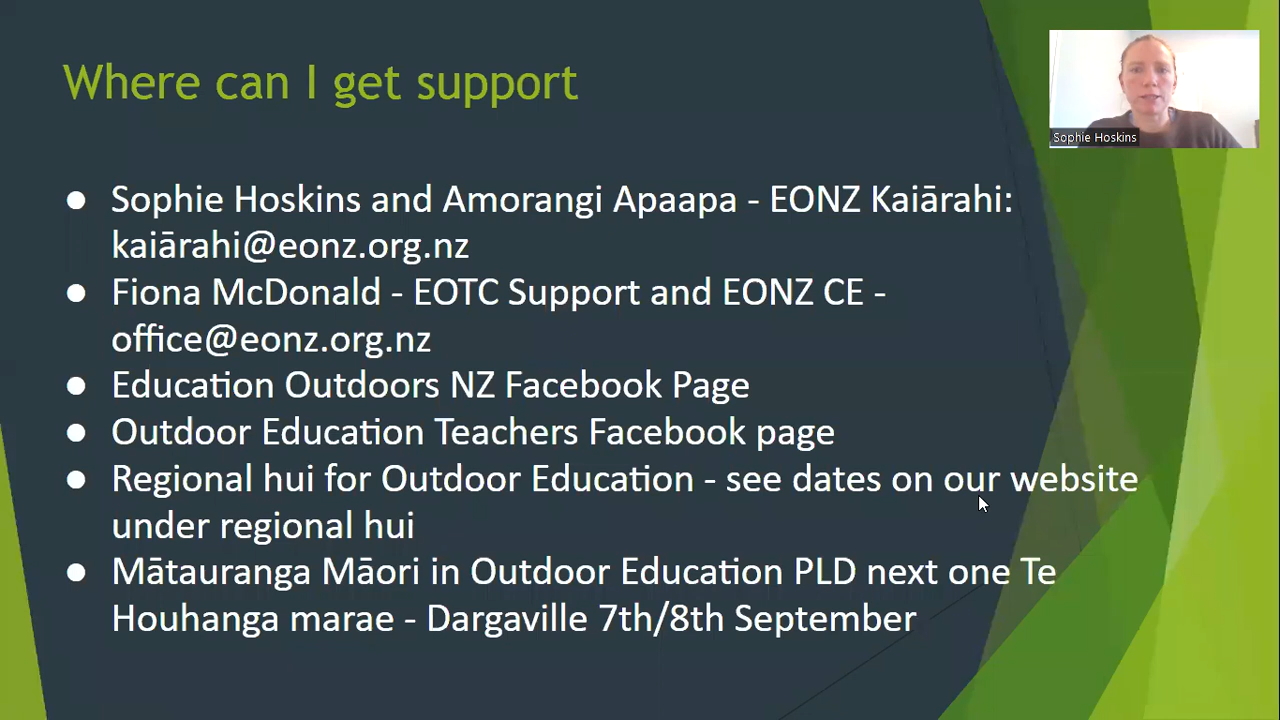 Where can I get support
Sophie Hoskins
● Sophie Hoskins and Amorangi Apaapa - EONZ Kaiārahi:
kaiārahi@eonz.org.nz
● Fiona McDonald - EOTC Support and EONZ CE -
office@eonz.org.nz
● Education Outdoors NZ Facebook Page
● Outdoor Education Teachers Facebook page
● Regional hui for Outdoor Education - see dates on our website
under regional hui
● Mātauranga Māori in Outdoor Education PLD next one Te
Houhanga marae - Dargaville 7th/8th September